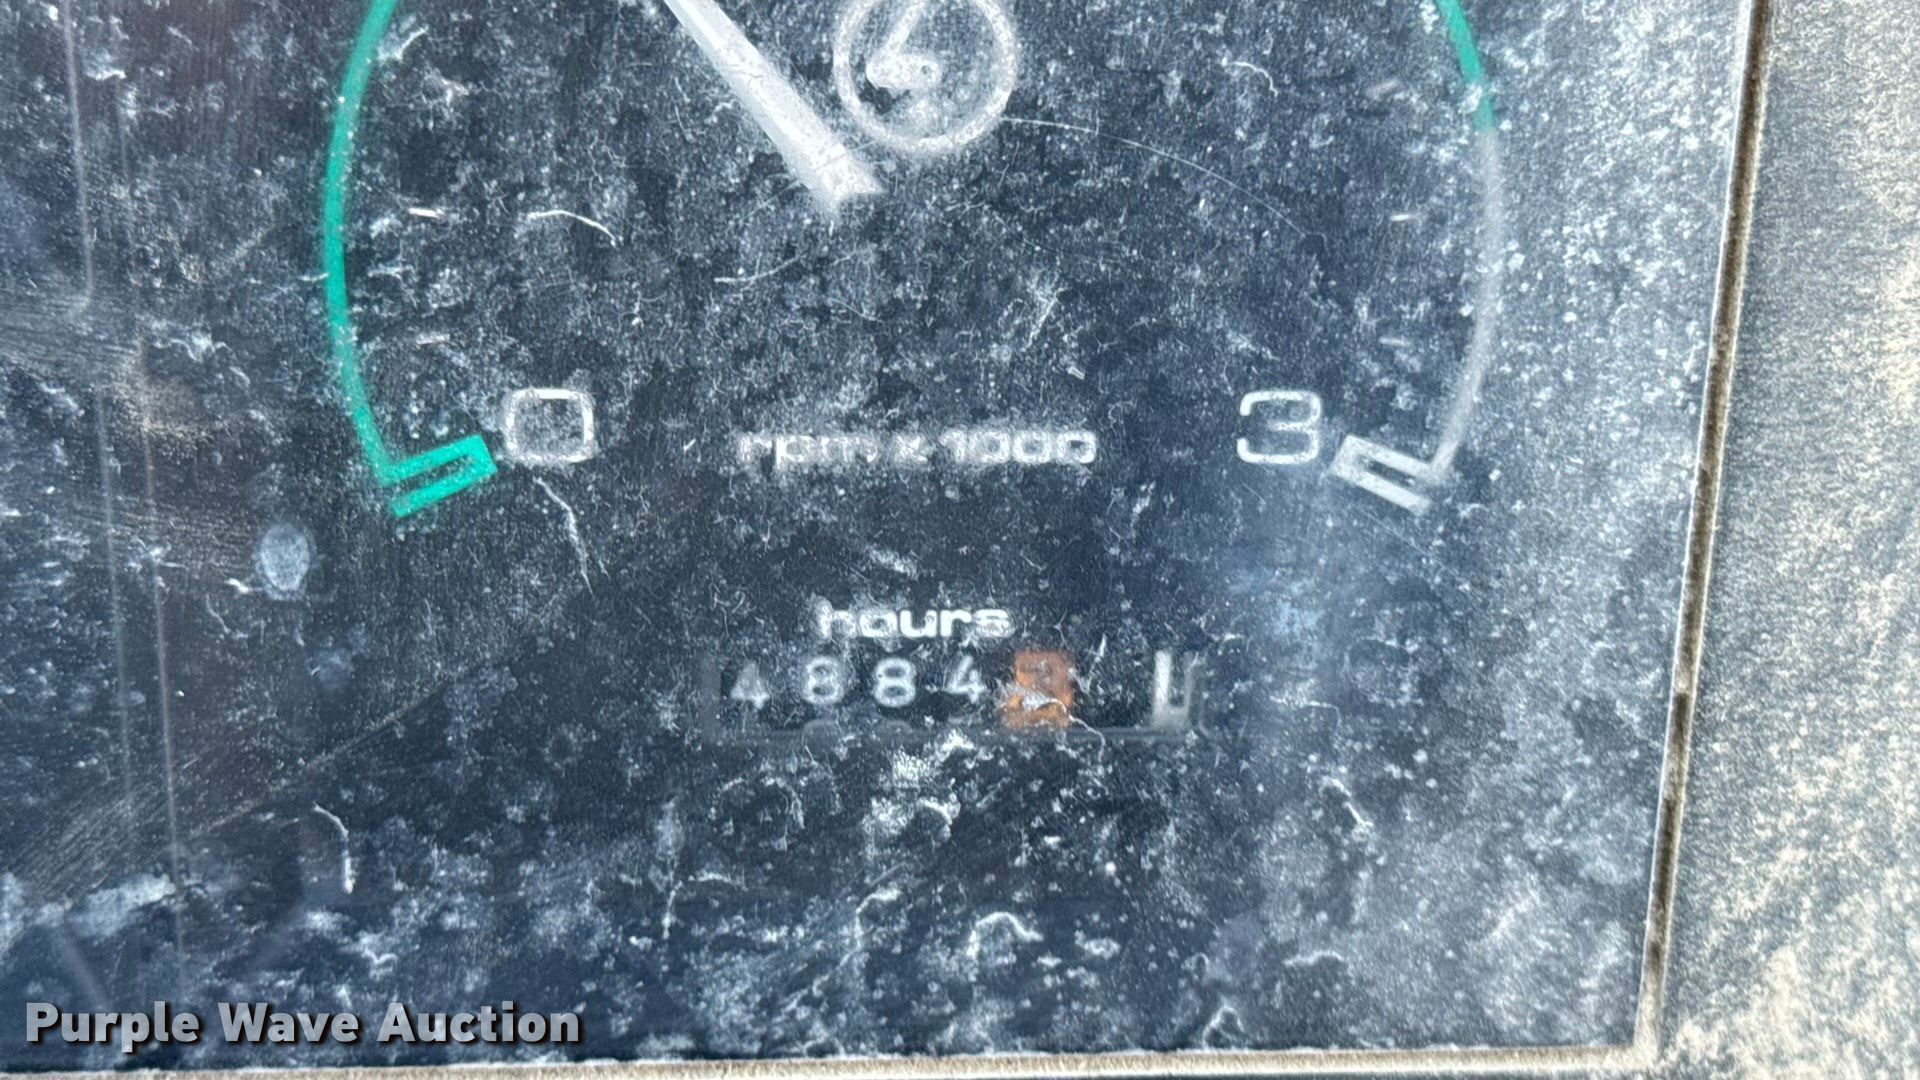 0 rpm x 1000 3
hours
4884
Purple Wave Auction